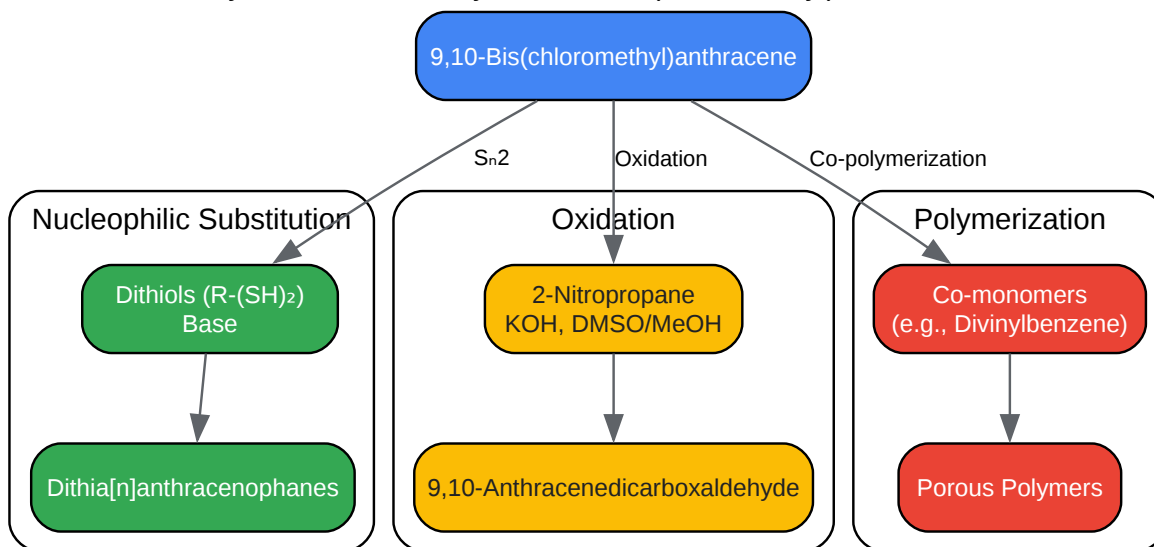 9,10-Bis(chloromethyl)anthracene
Sₙ2
Oxidation
Co-polymerization
Nucleophilic Substitution
Oxidation
Polymerization
Dithiols (R-(SH)₂)
Base
2-Nitropropane
KOH, DMSO/MeOH
Co-monomers
(e.g., Divinylbenzene)
Dithia[n]anthracenophanes
9,10-Anthracenedicarboxaldehyde
Porous Polymers